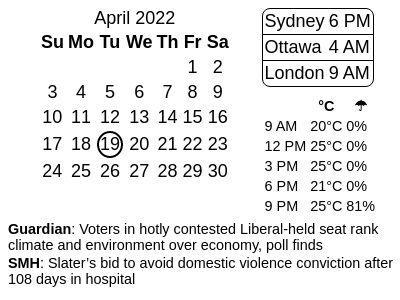 April 2022
Su Mo Tu We Th Fr Sa
1 2
3 4 5 6 7 8 9
10 11 12 13 14 15 16
17 18 19 20 21 22 23
24 25 26 27 28 29 30
Sydney 6 PM
Ottawa 4 AM
London 9 AM
°C ☂
9 AM 20°C 0%
12 PM 25°C 0%
3 PM 25°C 0%
6 PM 21°C 0%
9 PM 25°C 81%
Guardian: Voters in hotly contested Liberal-held seat rank
climate and environment over economy, poll finds
SMH: Slater’s bid to avoid domestic violence conviction after
108 days in hospital